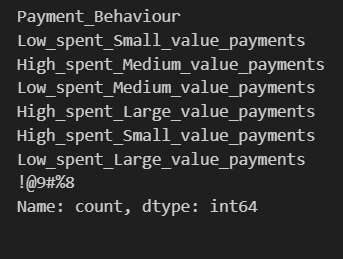 Payment_Behaviour
Low_spent_Small_value_payments
High_spent_Medium_value_payments
Low_spent_Medium_value_payments
High_spent_Large_value_payments
High_spent_Small_value_payments
Low_spent_Large_value_payments
!@9#%8
Name: count, dtype: int64